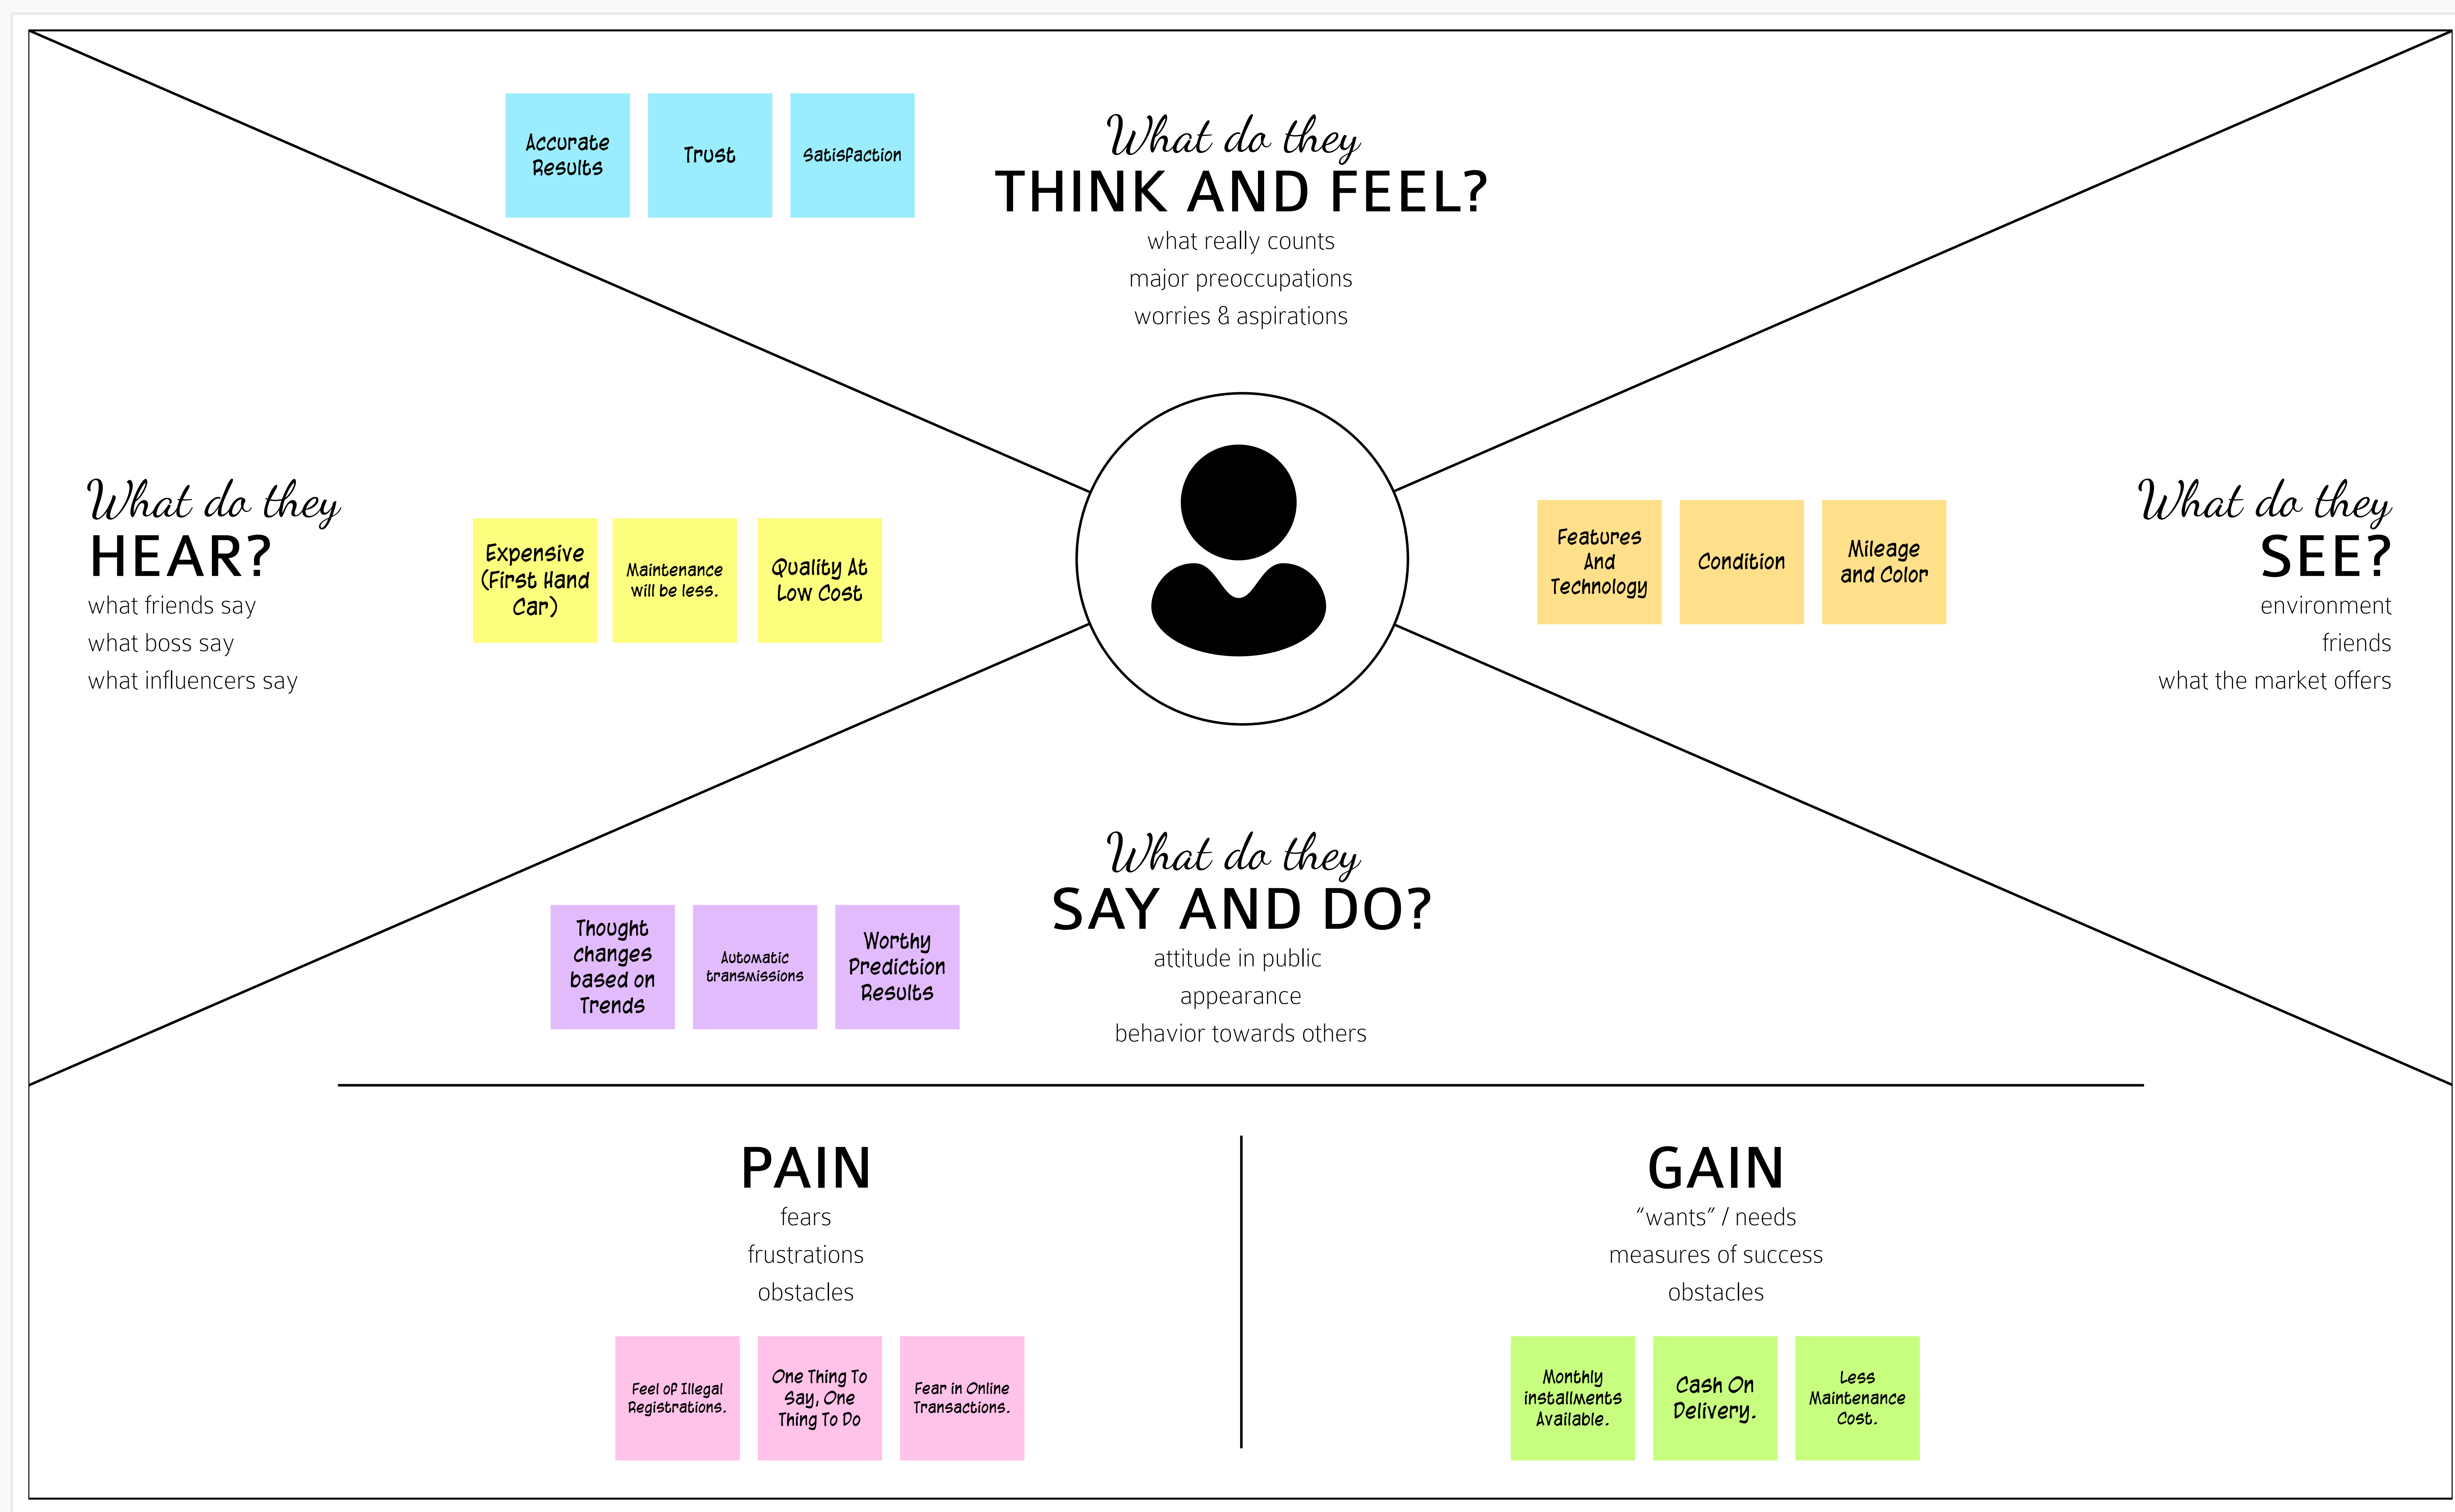 Accurate
Results
Trust
Satisfaction
What do they
THINK AND FEEL?
what really counts
major preoccupations
worries & aspirations
What do they
HEAR?
what friends say
what boss say
what influencers say
Expensive
(First Hand
Car)
Maintenance
will be less.
Quality At
Low Cost
Features
And
Technology
Condition
Mileage
and Color
What do they
SEE?
environment
friends
what the market offers
Thought
changes
based on
Trends
Automatic
transmissions
Worthy
Prediction
Results
What do they
SAY AND DO?
attitude in public
appearance
behavior towards others
PAIN
fears
frustrations
obstacles
Feel of Illegal
Registrations.
One Thing To
Say, One
Thing To Do
Fear in Online
Transactions.
GAIN
“wants” / needs
measures of success
obstacles
Monthly
installments
Available.
Cash On
Delivery.
Less
Maintenance
Cost.